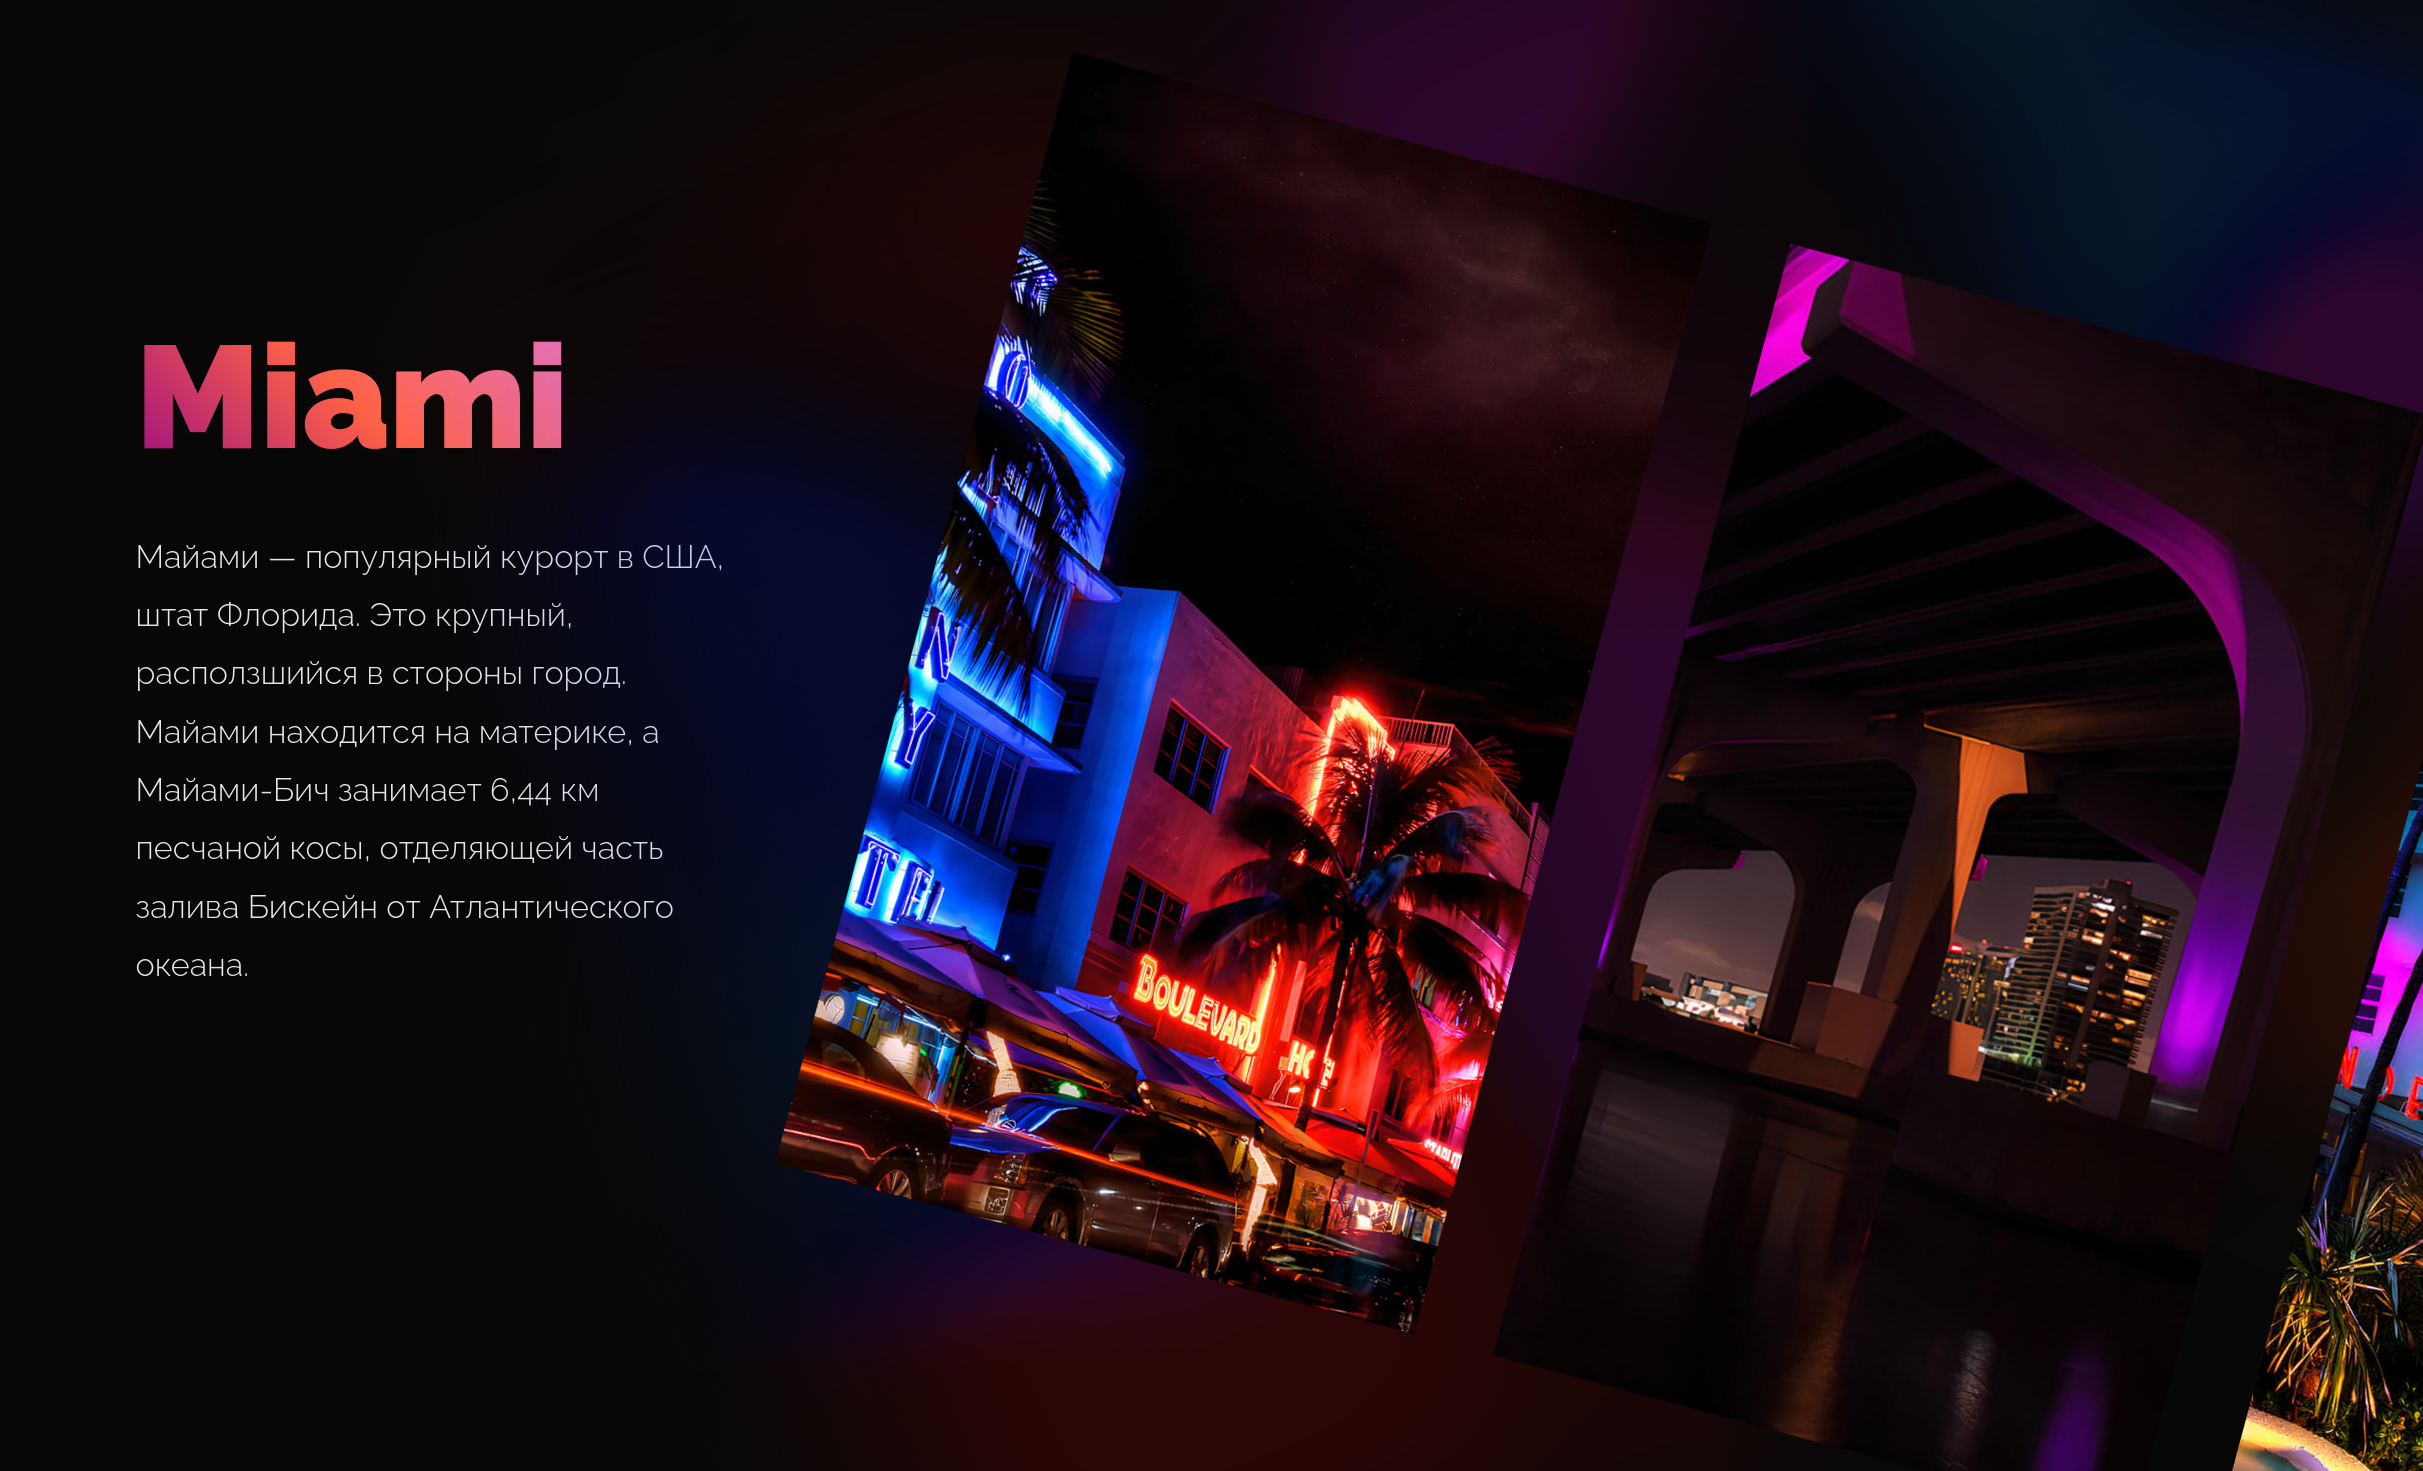 Miami
Майами — популярный курорт в США,
штат Флорида. Это крупный,
расползшийся в стороны город.
Майами находится на материке, а
Майами-Бич занимает 6,44 км
песчаной косы, отделяющей часть
залива Бискейн от Атлантического
океана.
BOULEVARD